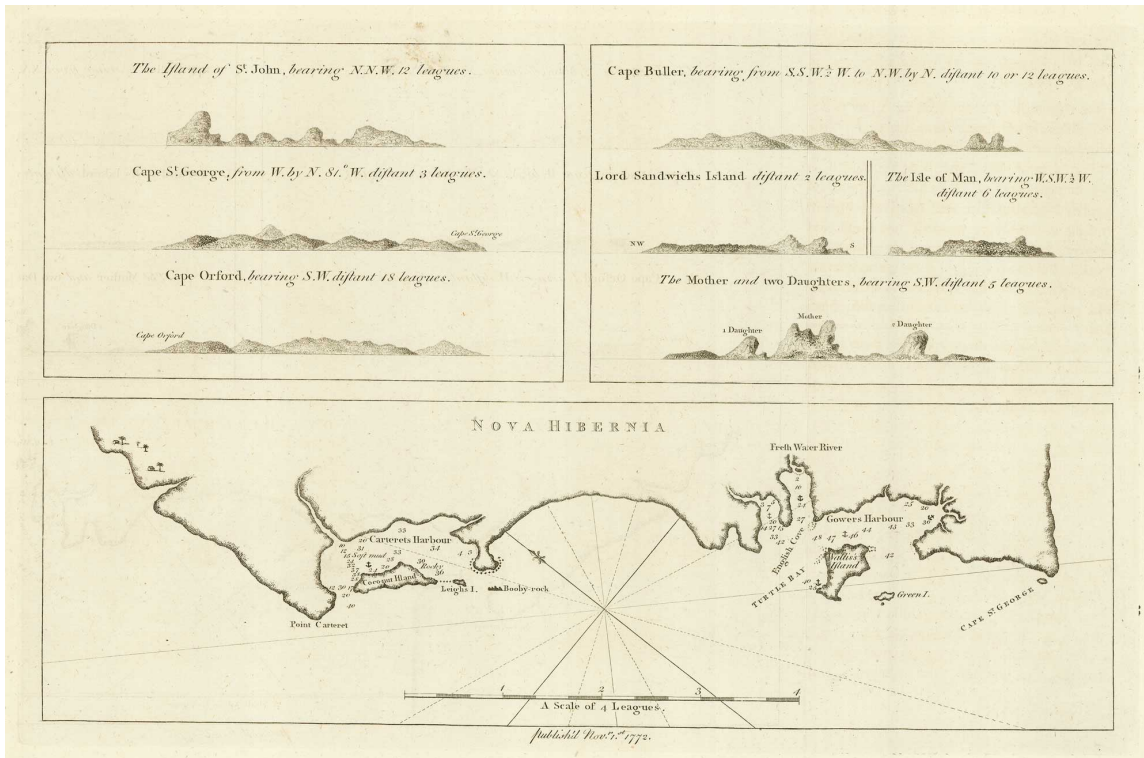 The Iſland of St. John, bearing N.N.W. 12 leagues.
Cape St. George, from W. by N. 81.° W. diſtant 3 leagues.
Cape St. George
Cape Orford, bearing S.W. diſtant 18 leagues.
Cape Orford
Cape Buller, bearing from S.S.W. ½ W. to N.W. by N. diſtant 10 or 12 leagues.
Lord Sandwichs Island diſtant 2 leagues.
NW
S
The Isle of Man, bearing W.S.W. ½ W.
diſtant 6 leagues.
The Mother and two Daughters, bearing S.W. diſtant 5 leagues.
1 Daughter
Mother
2 Daughter
NOVA HIBERNIA
Freſh Water River
Carterets Harbour
Soft mud
Rocky
Coconut Island
Leighs I.
Booby-rock
Point Carteret
Gowers Harbour
English Cove
Wallis's
Island
TURTLE BAY
Green I.
CAPE ST. GEORGE
1 2 3 4
A Scale of 4 Leagues.
Publiſh'd Novr. 1.st 1772.